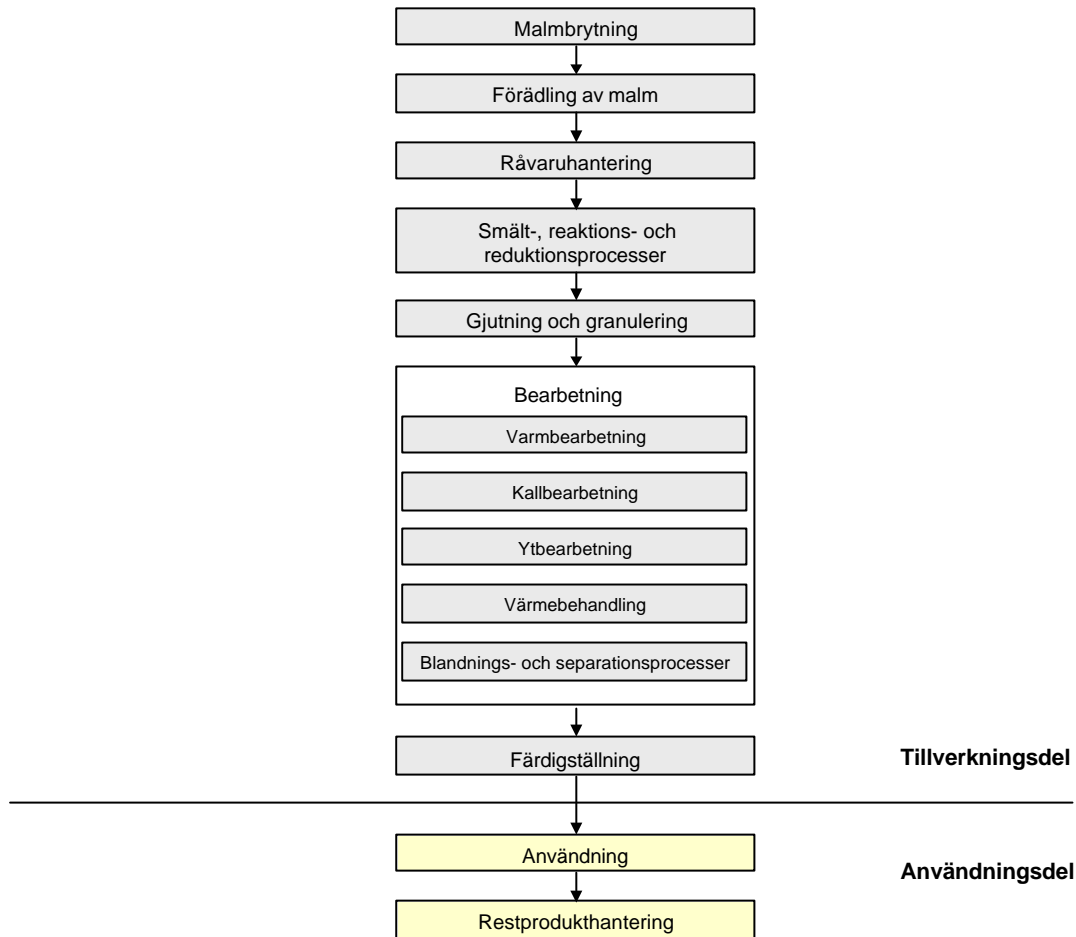 Malmbrytning
Förädling av malm
Råvaruhantering
Smält-, reaktions- och
reduktionsprocesser
Gjutning och granulering
Bearbetning
Varmbearbetning
Kallbearbetning
Ytbearbetning
Värmebehandling
Blandnings- och separationsprocesser
Färdigställning
Tillverkningsdel
Användning
Användningsdel
Restprodukthantering